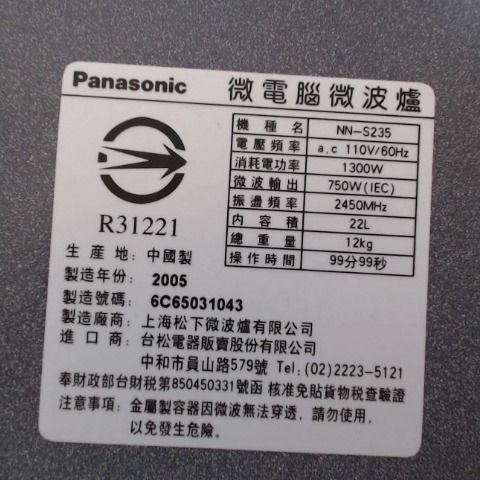 Panasonic 微電腦微波爐
機種名 NN-S235
電壓頻率 a.c 110V/60Hz
消耗電功率 1300W
微波輸出 750W(IEC)
振盪頻率 2450MHz
內容積 22L
總重量 12kg
操作時間 99分99秒
R31221
生產地: 中國製
製造年份: 2005
製造號碼: 6C65031043
製造廠商: 上海松下微波爐有限公司
進口商: 台松電器販賣股份有限公司
中和市員山路579號 Tel:(02)2223-5121
奉財政部台財稅第850450331號函 核准免貼貨物稅查驗證
注意事項: 金屬製容器因微波無法穿透, 請勿使用,
以免發生危險。